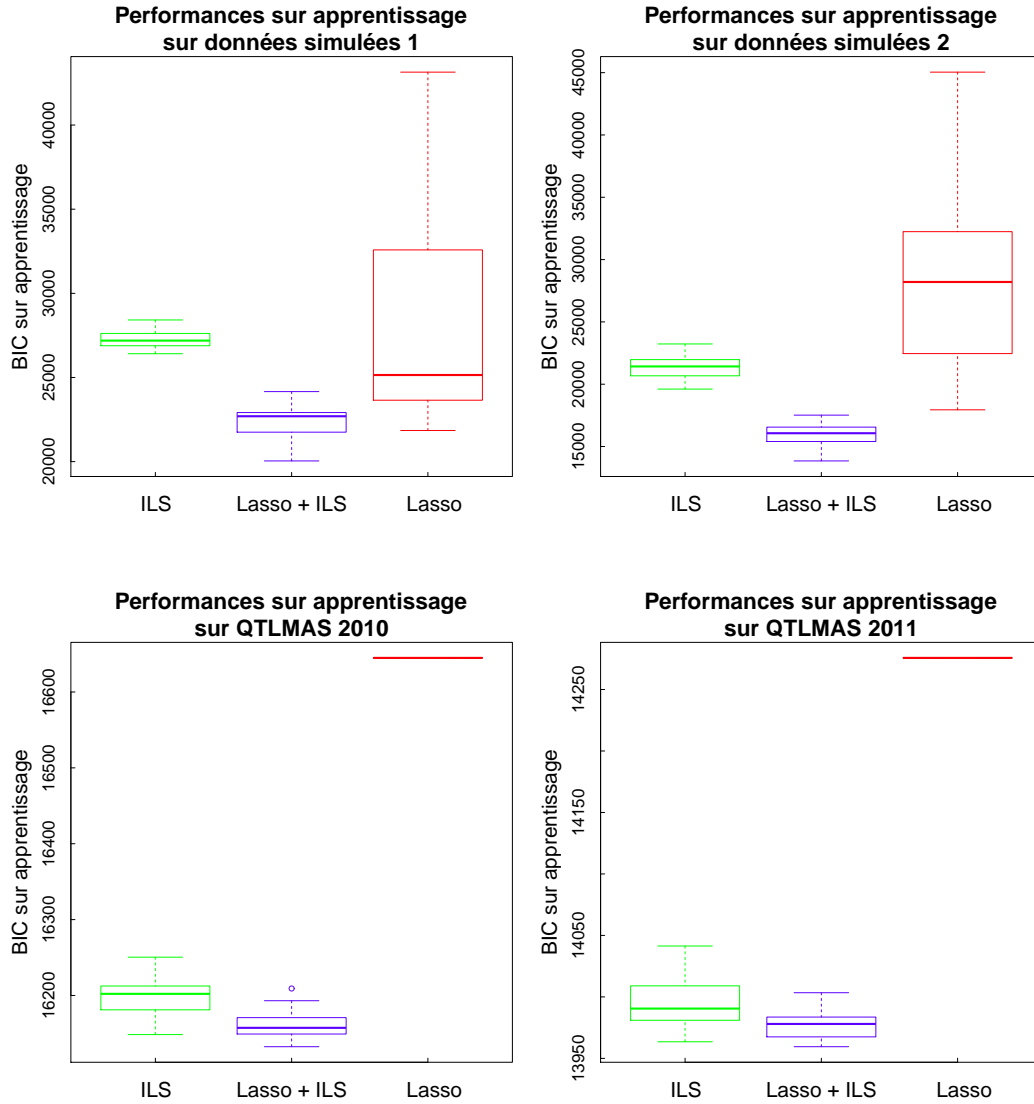 Performances sur apprentissage
sur données simulées 1
BIC sur apprentissage
40000
35000
30000
25000
20000
ILS
Lasso + ILS
Lasso
Performances sur apprentissage
sur données simulées 2
BIC sur apprentissage
45000
40000
35000
30000
25000
20000
15000
ILS
Lasso + ILS
Lasso
Performances sur apprentissage
sur QTLMAS 2010
BIC sur apprentissage
16600
16500
16400
16300
16200
ILS
Lasso + ILS
Lasso
Performances sur apprentissage
sur QTLMAS 2011
BIC sur apprentissage
14250
14150
14050
13950
ILS
Lasso + ILS
Lasso